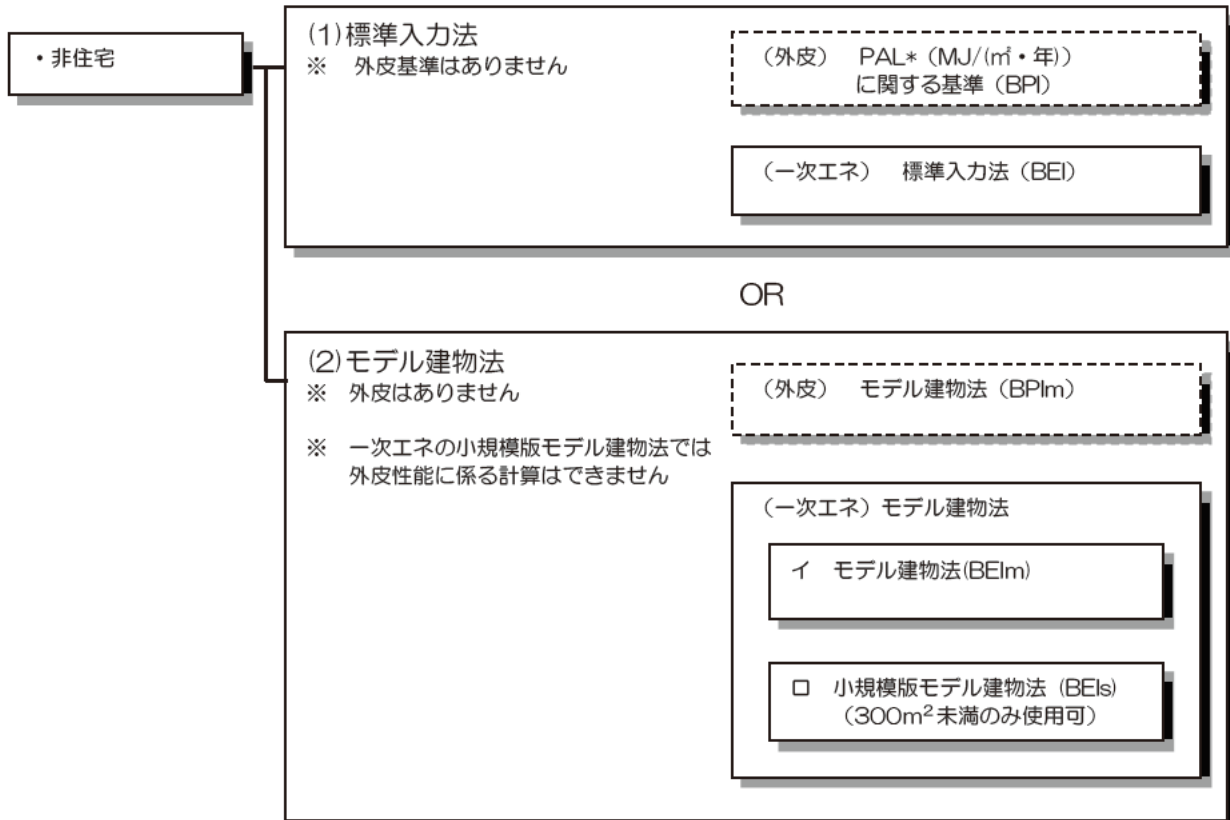 ・非住宅
(1)標準入力法
※ 外皮基準はありません
（外皮） PAL*（MJ/(㎡・年)）
に関する基準（BPI）
（一次エネ） 標準入力法（BEI）
OR
(2)モデル建物法
※ 外皮はありません
※ 一次エネの小規模版モデル建物法では
外皮性能に係る計算はできません
（外皮） モデル建物法（BPIm）
（一次エネ）モデル建物法
イ モデル建物法(BEIm)
ロ 小規模版モデル建物法（BEIs）
（300m²未満のみ使用可）